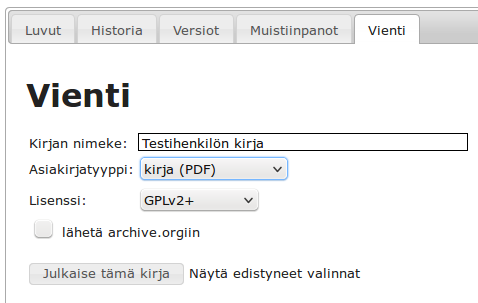 Luvut Historia Versiot Muistiinpanot Vienti
Vienti
Kirjan nimeke: Testihenkilön kirja
Asiakirjatyyppi: kirja (PDF)
Lisenssi: GPLv2+
lähetä archive.orgiin
Julkaise tämä kirja Näytä edistyneet valinnat